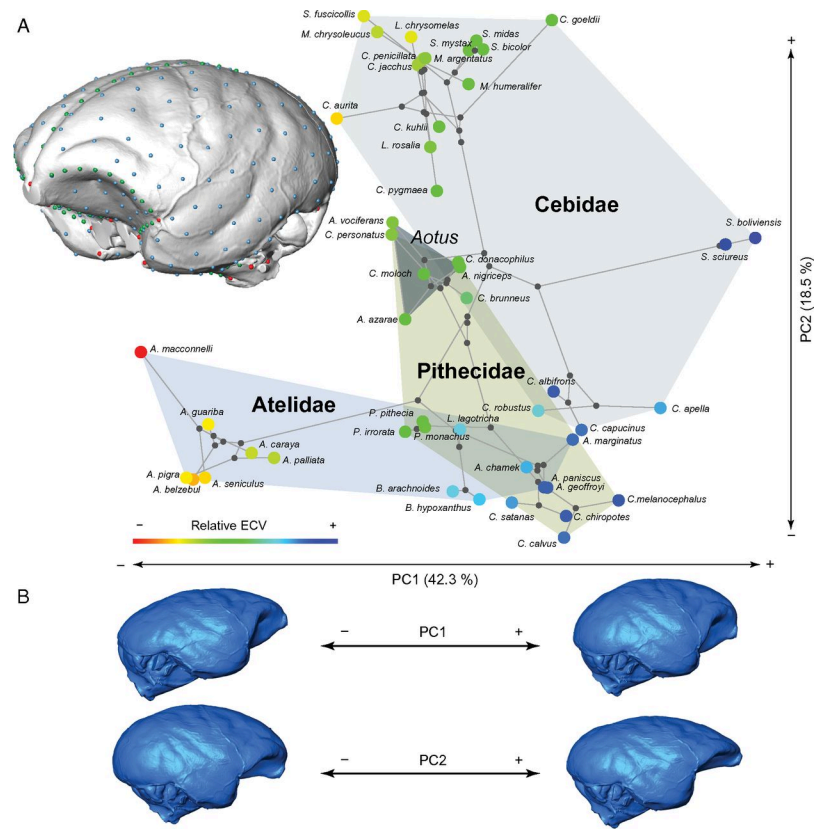 A
S. fuscicollis
L. chrysomelas
C. goeldii
M. chrysoleucus
S. midas
S. mystax
S. bicolor
C. penicillata
M. argentatus
C. jacchus
M. humeralifer
C. aurita
C. kuhlii
L. rosalia
C. pygmaea
Cebidae
A. vociferans
C. personatus
Aotus
S. boliviensis
S. sciureus
C. donacophilus
C. moloch
A. nigriceps
C. brunneus
A. azarae
A. macconnelli
Pithecidae
C. albifrons
Atelidae
A. guariba
P. pithecia
L. lagotricha
C. robustus
C. apella
P. irrorata
P. monachus
C. capucinus
A. marginatus
A. caraya
A. palliata
A. chamek
A. pigra
A. seniculus
A. belzebul
A. paniscus
A. geoffroyi
B. arachnoides
B. hypoxanthus
C. satanas
C. chiropotes
C.melanocephalus
C. calvus
– Relative ECV +
+
PC2 (18.5 %)
–
– +
PC1 (42.3 %)
B
– PC1 +
– PC2 +